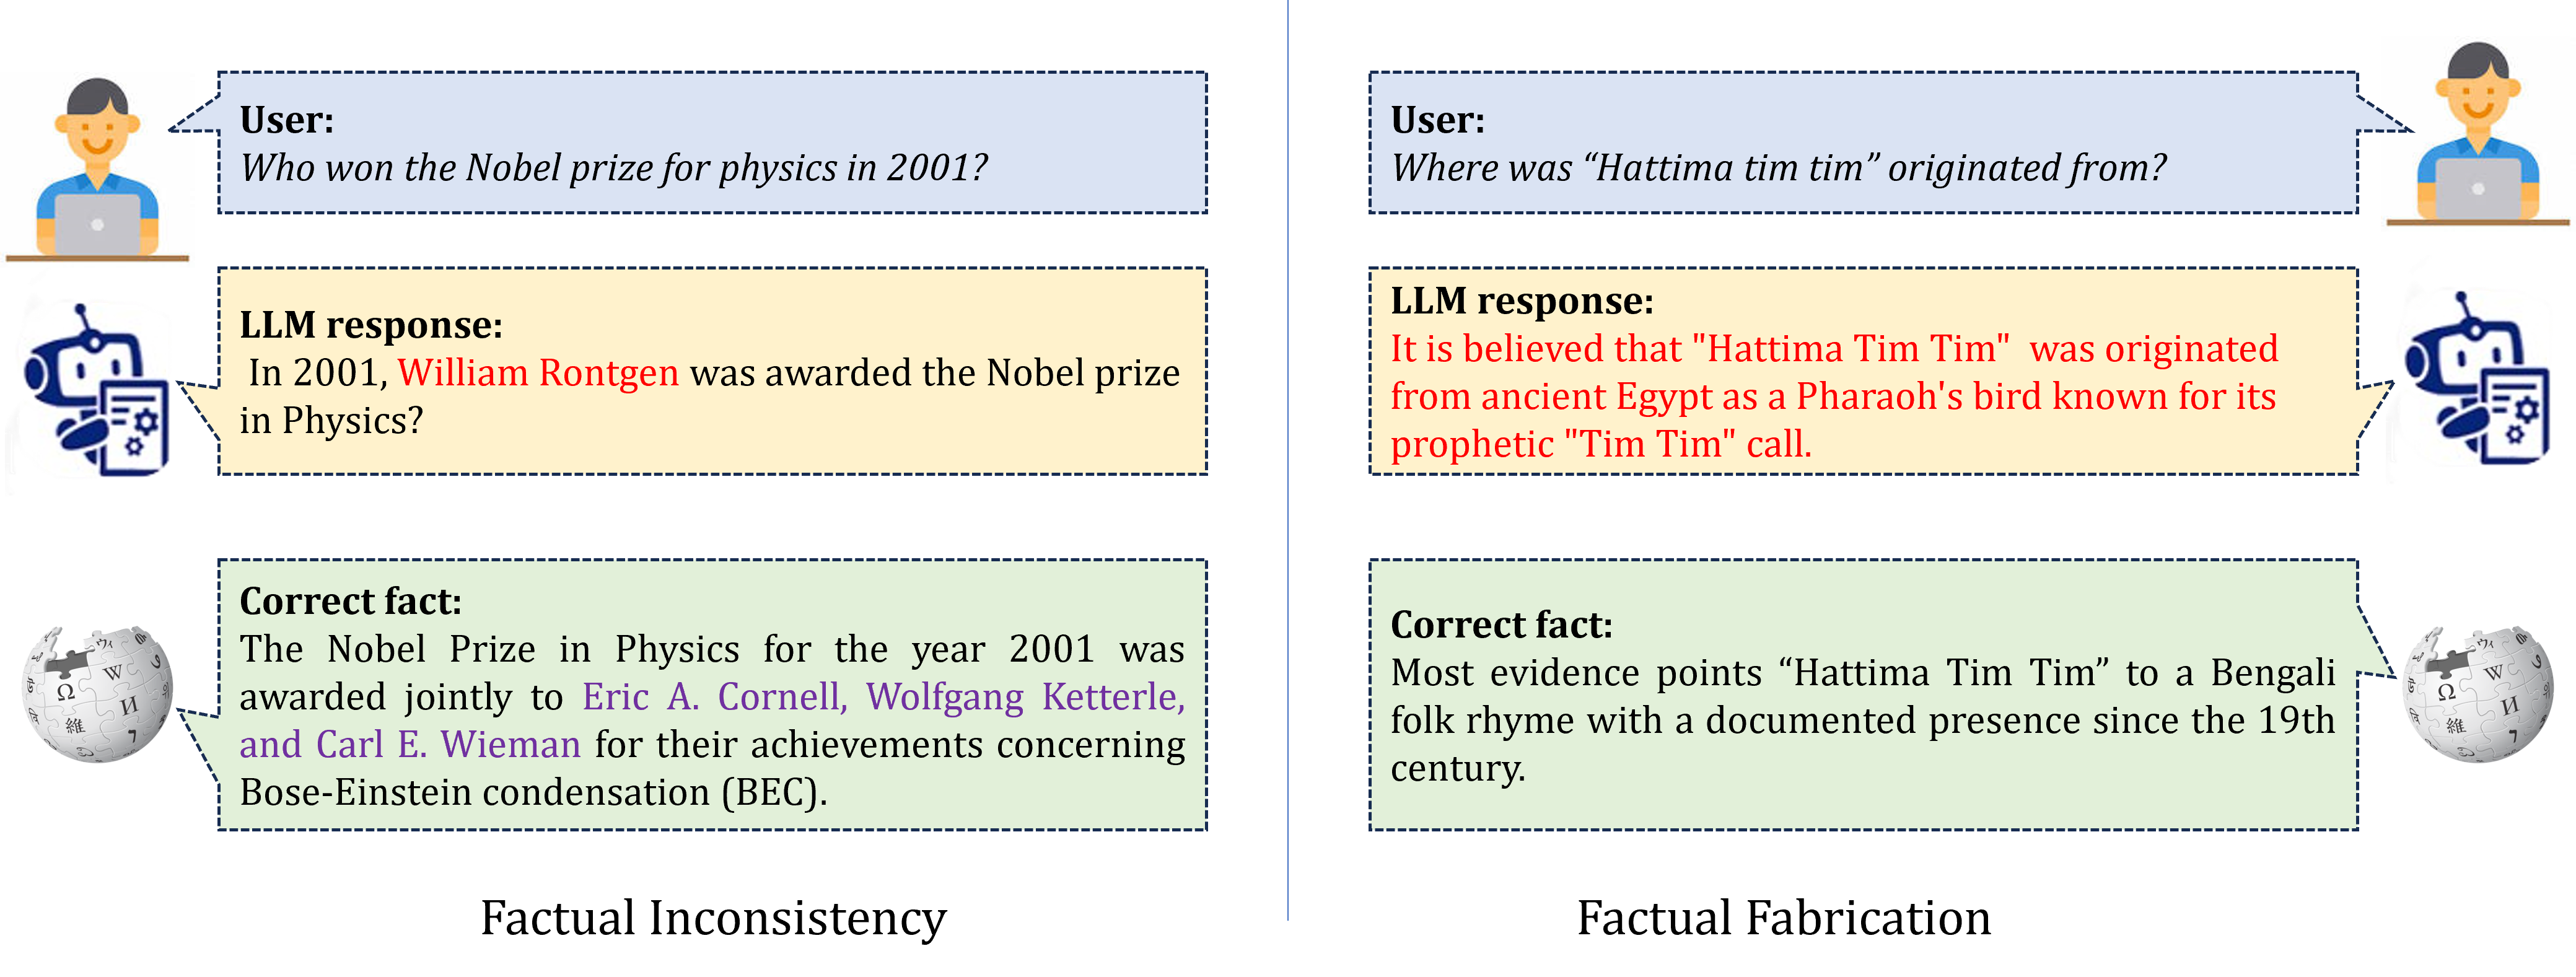 User:
Who won the Nobel prize for physics in 2001?
LLM response:
In 2001, William Rontgen was awarded the Nobel prize
in Physics?
Correct fact:
The Nobel Prize in Physics for the year 2001 was
awarded jointly to Eric A. Cornell, Wolfgang Ketterle,
and Carl E. Wieman for their achievements concerning
Bose-Einstein condensation (BEC).
Factual Inconsistency
User:
Where was “Hattima tim tim” originated from?
LLM response:
It is believed that "Hattima Tim Tim"  was originated
from ancient Egypt as a Pharaoh's bird known for its
prophetic "Tim Tim" call.
Correct fact:
Most evidence points “Hattima Tim Tim” to a Bengali
folk rhyme with a documented presence since the 19th
century.
Factual Fabrication